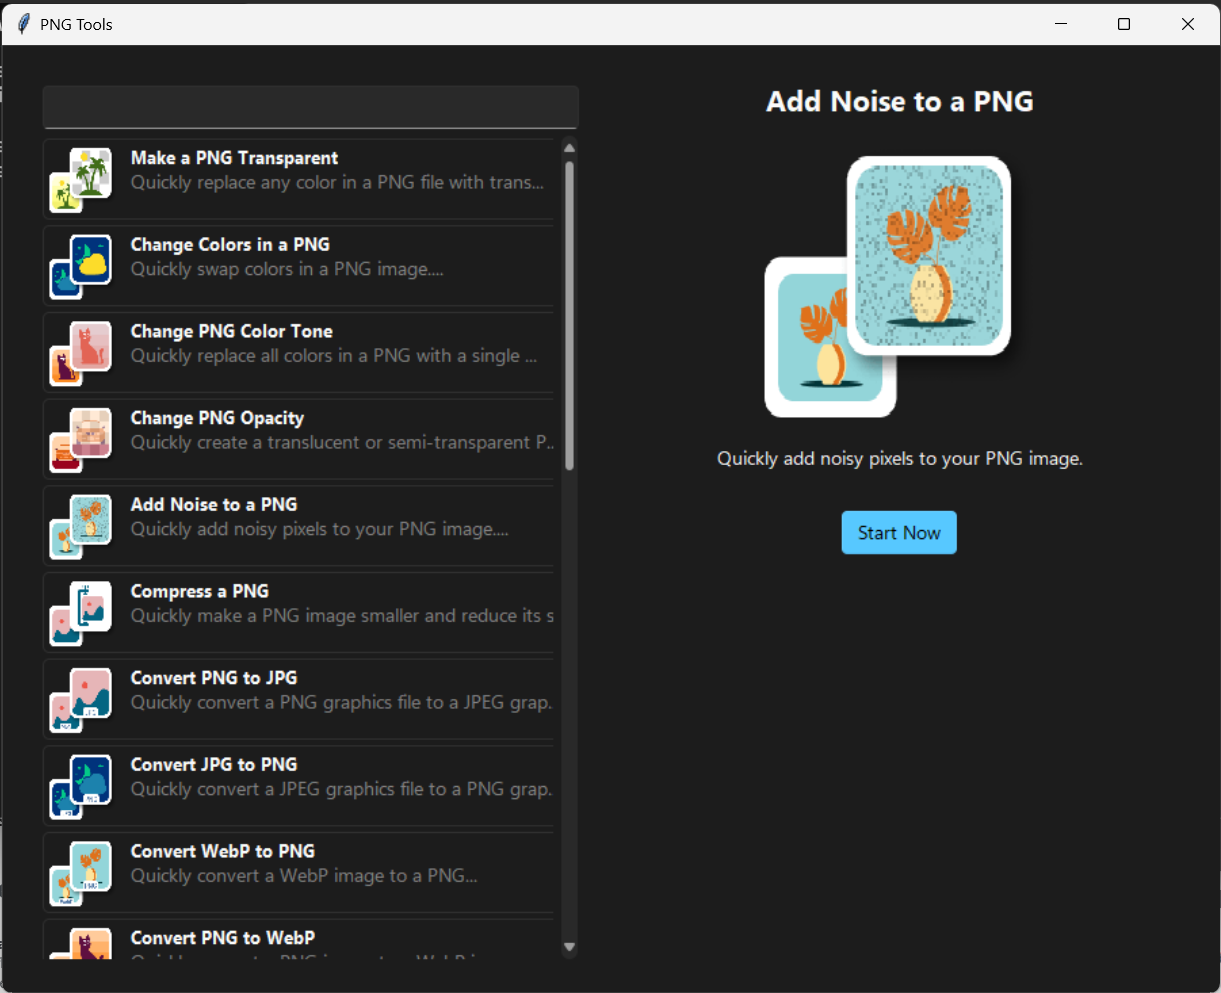 PNG Tools
Make a PNG Transparent
Quickly replace any color in a PNG file with trans...
Change Colors in a PNG
Quickly swap colors in a PNG image....
Change PNG Color Tone
Quickly replace all colors in a PNG with a single ...
Change PNG Opacity
Quickly create a translucent or semi-transparent P..
Add Noise to a PNG
Quickly add noisy pixels to your PNG image....
Compress a PNG
Quickly make a PNG image smaller and reduce its s
Convert PNG to JPG
Quickly convert a PNG graphics file to a JPEG grap.
Convert JPG to PNG
Quickly convert a JPEG graphics file to a PNG grap.
Convert WebP to PNG
Quickly convert a WebP image to a PNG...
Convert PNG to WebP
Add Noise to a PNG
Quickly add noisy pixels to your PNG image.
Start Now